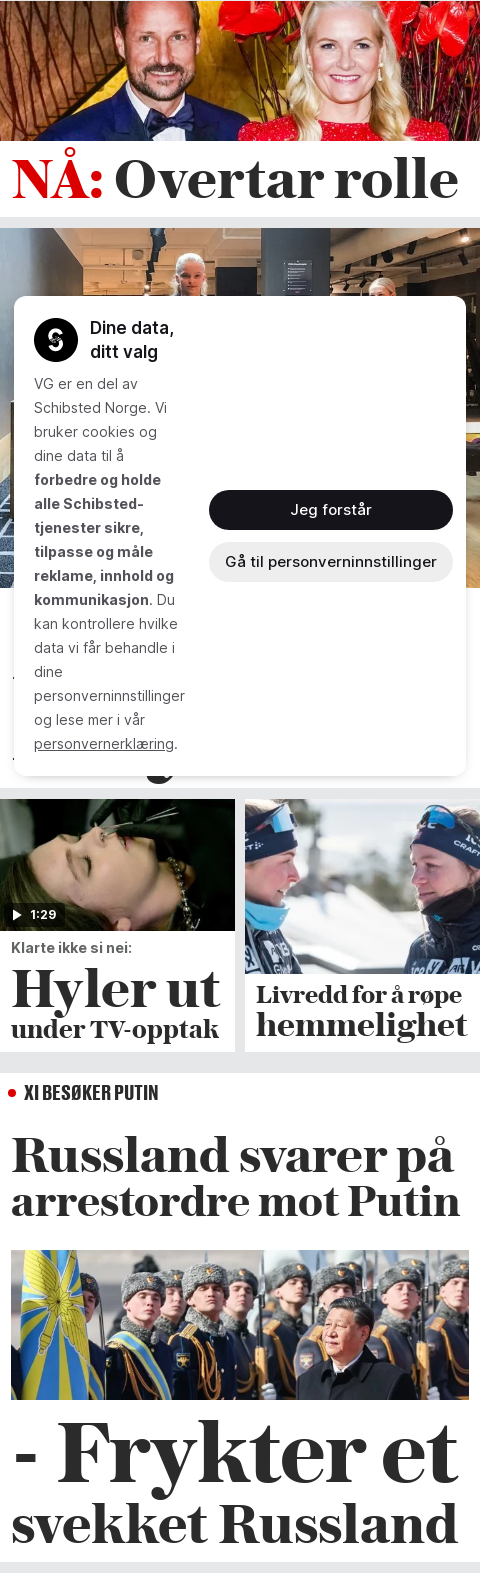 NÅ: Overtar rolle
Dine data,
ditt valg
VG er en del av
Schibsted Norge. Vi
bruker cookies og
dine data til å
forbedre og holde
alle Schibsted-
tjenester sikre,
tilpasse og måle
reklame, innhold og
kommunikasjon. Du
kan kontrollere hvilke
data vi får behandle i
dine
personverninnstillinger
og lese mer i vår
personvernerklæring.
Jeg forstår
Gå til personverninnstillinger
1:29
Klarte ikke si nei:
Hyler ut
under TV-opptak
CRAFT
Livredd for å røpe
hemmelighet
XI BESØKER PUTIN
Russland svarer på
arrestordre mot Putin
- Frykter et
svekket Russland